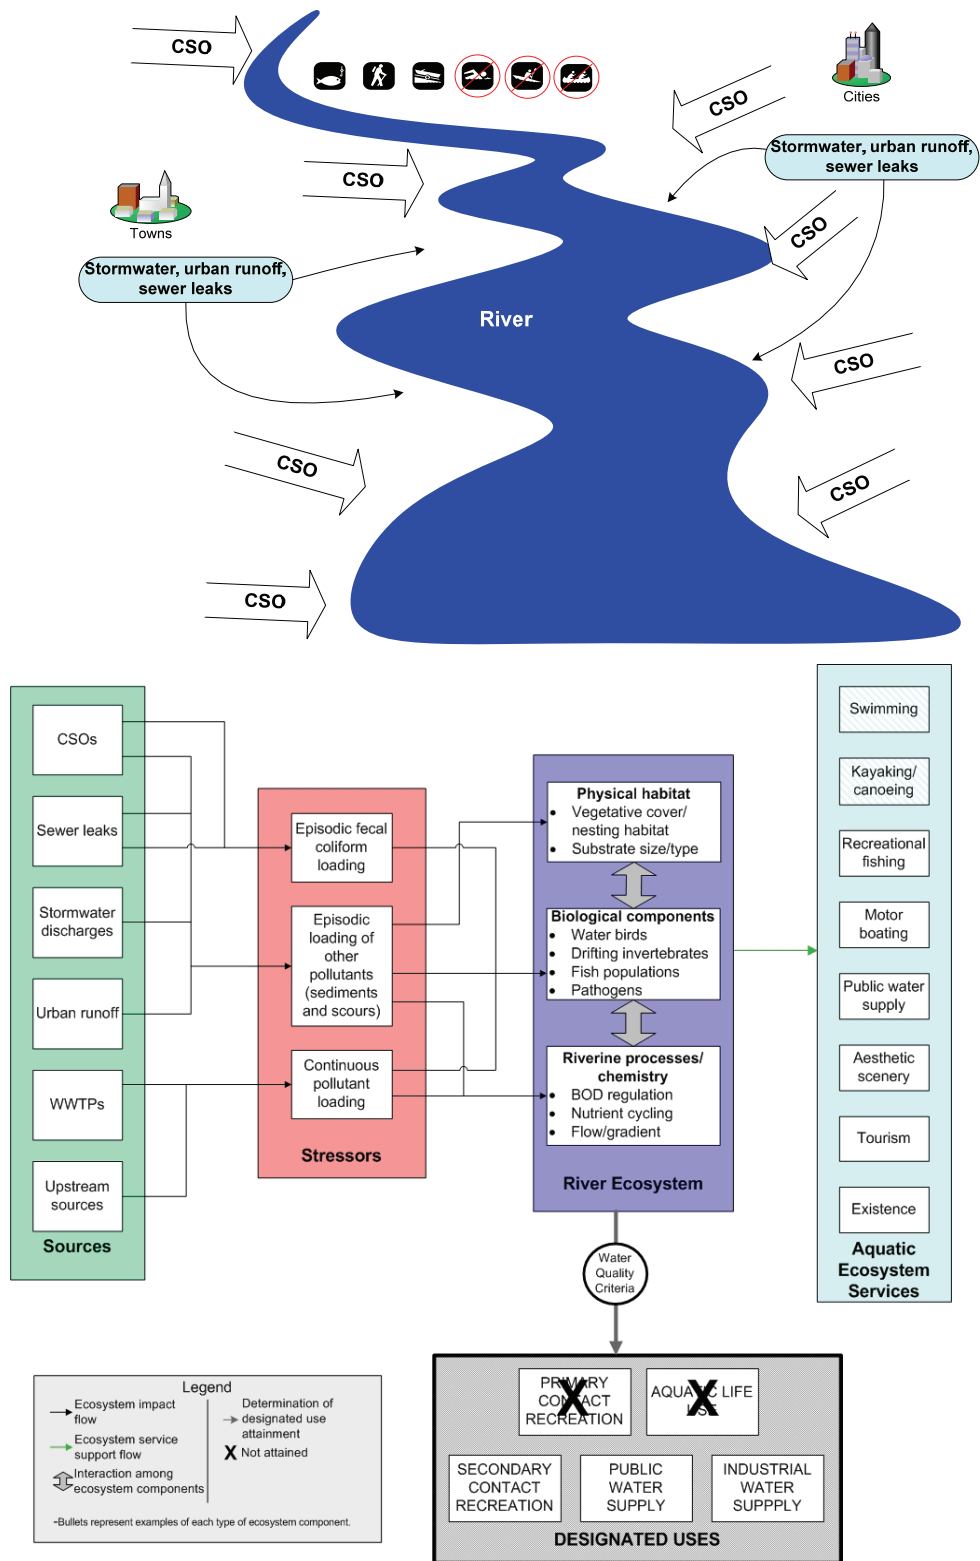 CSO
Cities
CSO
Stormwater, urban runoff,
sewer leaks
CSO
Towns
CSO
Stormwater, urban runoff,
sewer leaks
River
CSO
CSO
CSO
CSO
Sources
CSOs
Sewer leaks
Stormwater
discharges
Urban runoff
WWTPs
Upstream
sources
Episodic fecal
coliform
loading
Episodic
loading of
other
pollutants
(sediments
and scours)
Continuous
pollutant
loading
Stressors
Physical habitat
• Vegetative cover/
nesting habitat
• Substrate size/type
Biological components
• Water birds
• Drifting invertebrates
• Fish populations
• Pathogens
Riverine processes/
chemistry
• BOD regulation
• Nutrient cycling
• Flow/gradient
River Ecosystem
Swimming
Kayaking/
canoeing
Recreational
fishing
Motor
boating
Public water
supply
Aesthetic
scenery
Tourism
Existence
Aquatic
Ecosystem
Services
Water
Quality
Criteria
PRIMARY
CONTACT
RECREATION
X
AQUATIC LIFE
USE
X
SECONDARY
CONTACT
RECREATION
PUBLIC
WATER
SUPPLY
INDUSTRIAL
WATER
SUPPPLY
DESIGNATED USES
Legend
Ecosystem impact
flow
Ecosystem service
support flow
Interaction among
ecosystem components
Determination of
designated use
attainment
X Not attained
-Bullets represent examples of each type of ecosystem component.